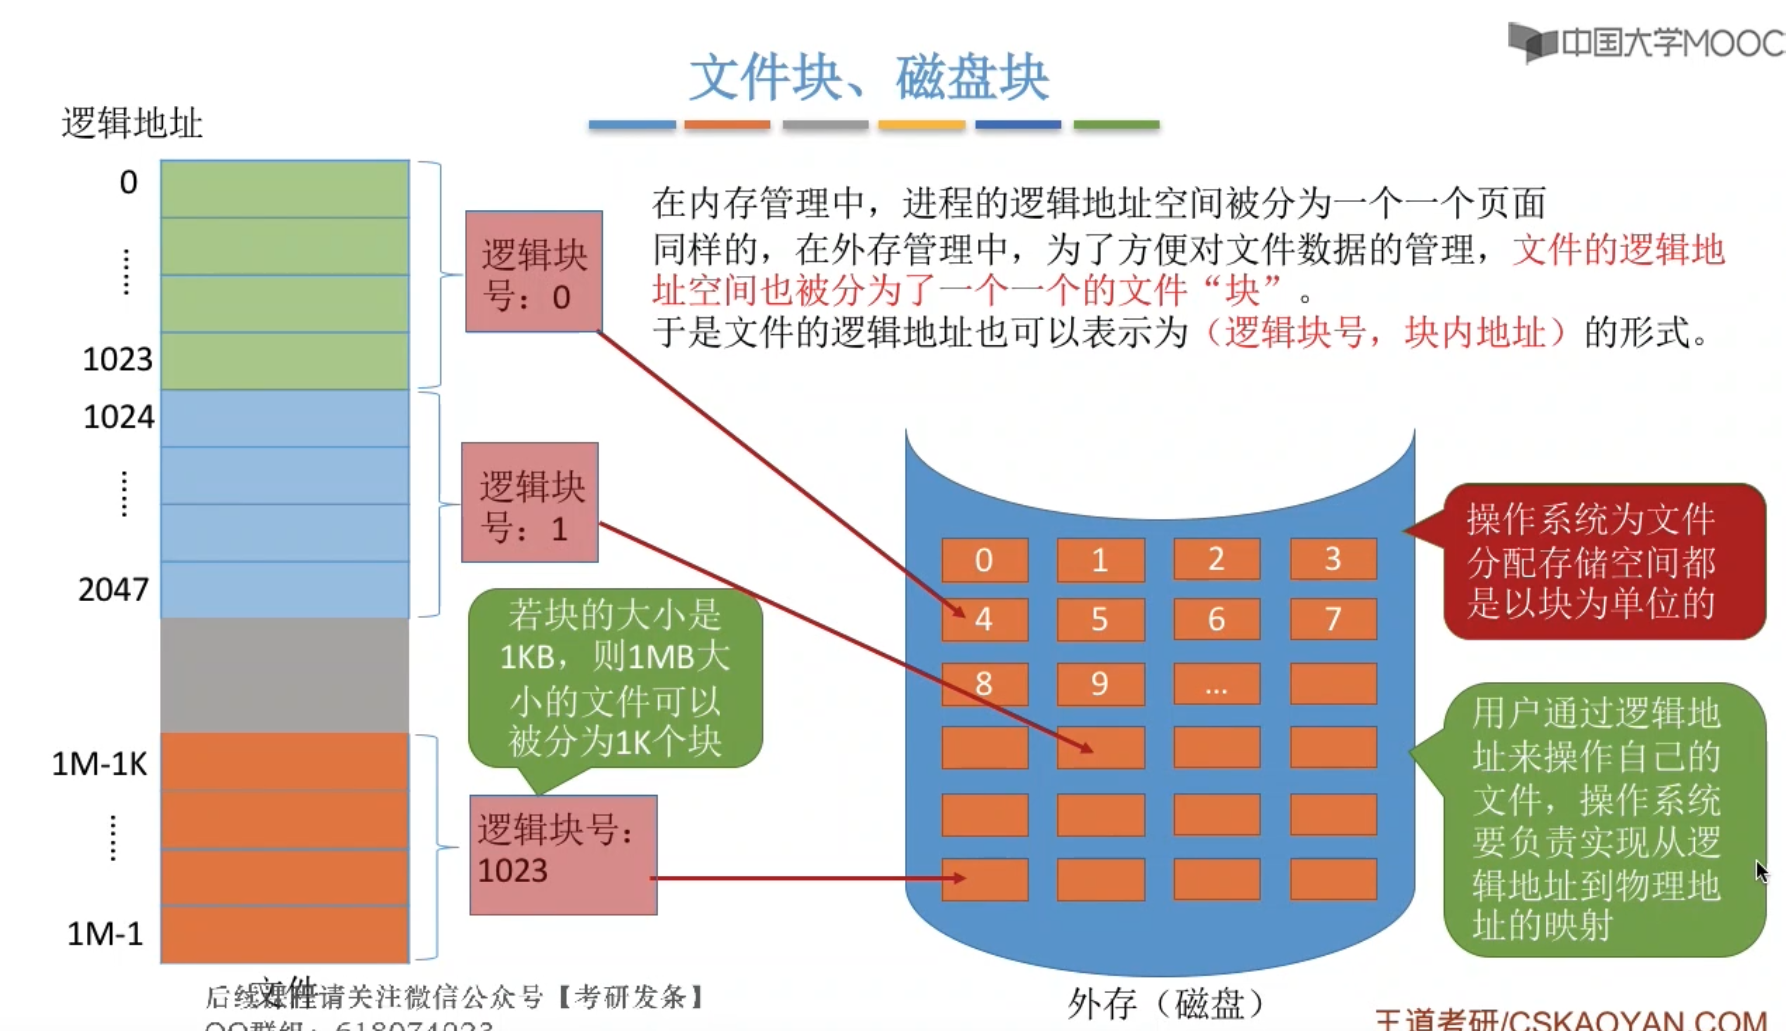 中国大学MOOC
文件块、磁盘块
逻辑地址
0
1023
1024
2047
1M-1K
1M-1
逻辑块
号：0
逻辑块
号：1
若块的大小是
1KB，则1MB大
小的文件可以
被分为1K个块
逻辑块号：
1023
在内存管理中，进程的逻辑地址空间被分为一个一个页面
同样的，在外存管理中，为了方便对文件数据的管理，文件的逻辑地
址空间也被分为了一个一个的文件“块”。
于是文件的逻辑地址也可以表示为（逻辑块号，块内地址）的形式。
0 1 2 3
4 5 6 7
8 9 ...
操作系统为文件
分配存储空间都
是以块为单位的
用户通过逻辑地
址来操作自己的
文件，操作系统
要负责实现从逻
辑地址到物理地
址的映射
文件
后续课程请关注微信公众号【考研发条】
QQ群组：618074023
外存（磁盘）
王道考研/CSKAOYAN.COM